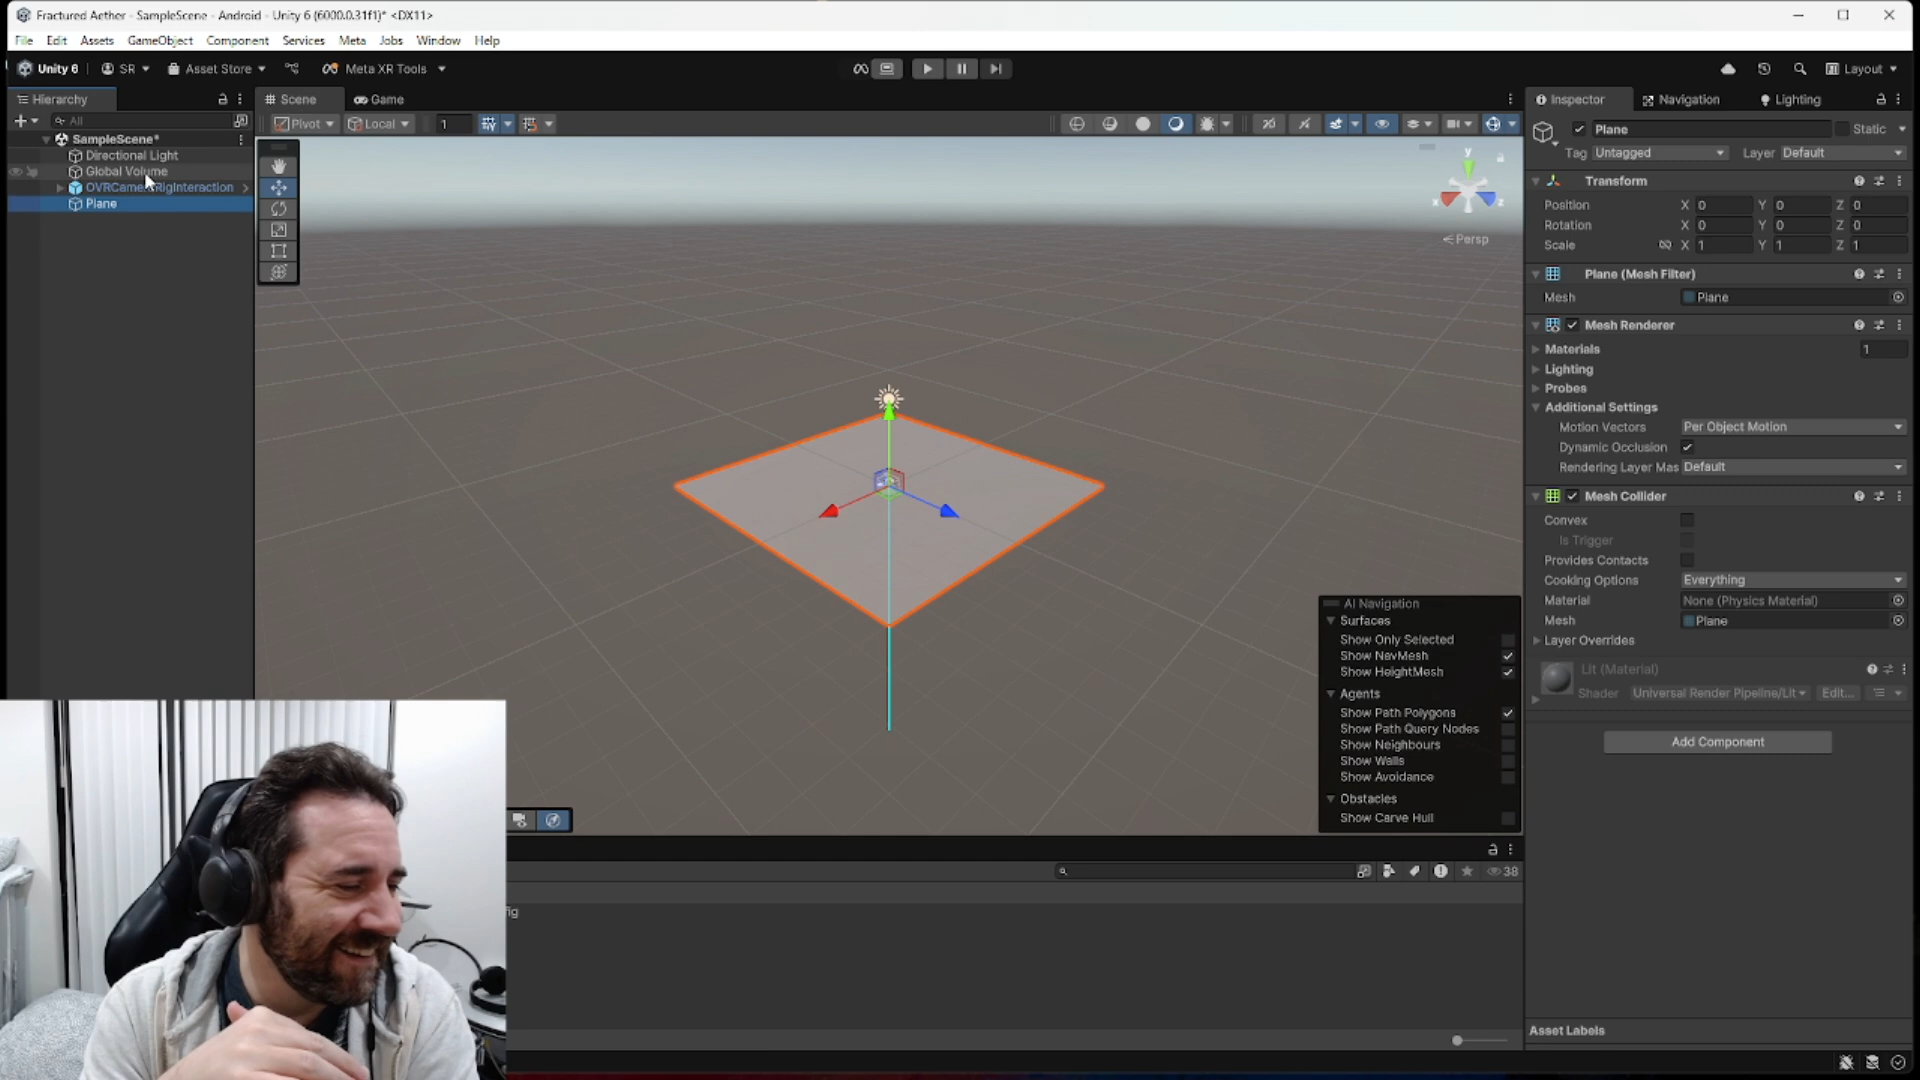 Fractured Aether - SampleScene - Android - Unity 6 (6000.0.31f1)* <DX11>
File Edit Assets GameObject Component Services Meta Jobs Window Help
Unity 6 SR Asset Store Meta XR Tools Layout
Hierarchy
All
SampleScene*
Directional Light
Global Volume
Plane
Scene Game
Pivot Local 1
y
x z
Persp
AI Navigation
Surfaces
Show Only Selected
Show NavMesh
Show HeightMesh
Agents
Show Path Polygons
Show Path Query Nodes
Show Neighbours
Show Walls
Show Avoidance
Obstacles
Show Carve Hull
38
Inspector Navigation Lighting
Plane Static
Tag Untagged Layer Default
Transform
Position X 0 Y 0 Z 0
Rotation X 0 Y 0 Z 0
Scale X 1 Y 1 Z 1
Plane (Mesh Filter)
Mesh Plane
Mesh Renderer
Materials 1
Lighting
Probes
Additional Settings
Motion Vectors Per Object Motion
Dynamic Occlusion
Rendering Layer Mas Default
Mesh Collider
Convex
Is Trigger
Provides Contacts
Cooking Options Everything
Material None (Physics Material)
Mesh Plane
Layer Overrides
Lit (Material)
Shader Universal Render Pipeline/Lit Edit...
Add Component
Asset Labels